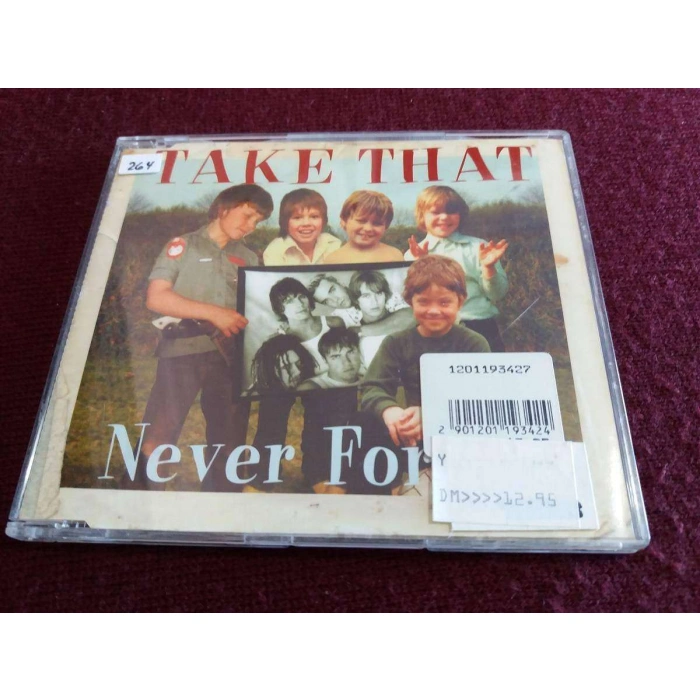 264
TAKE THAT
1201193427
2 901201 193424
Never For
Y
DM>>>>12.95